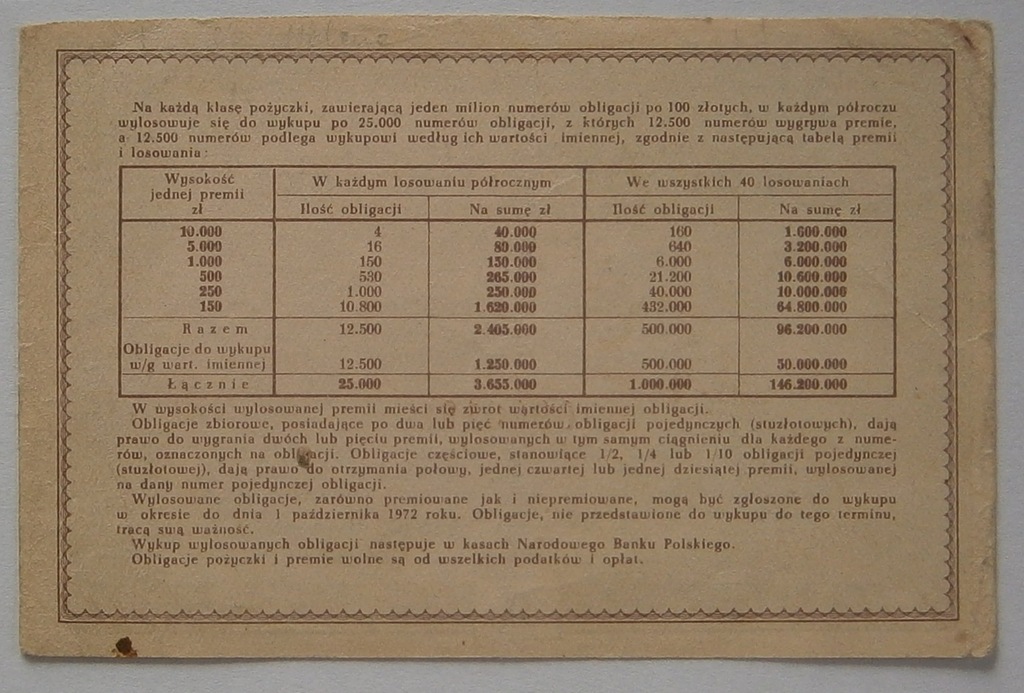 Na każdą klasę pożyczki, zawierającą jeden milion numerów obligacji po 100 złotych, w każdym półroczu
wylosowuje się do wykupu po 25.000 numerów obligacji, z których 12.500 numerów wygrywa premie,
a 12.500 numerów podlega wykupowi według ich wartości imiennej, zgodnie z następującą tabelą premii
i losowania:
Wysokość jednej premii zł | W każdym losowaniu półrocznym | We wszystkich 40 losowaniach
Ilość obligacji | Na sumę zł | Ilość obligacji | Na sumę zł
10.000 | 4 | 40.000 | 160 | 1.600.000
5.000 | 16 | 80.000 | 640 | 3.200.000
1.000 | 150 | 150.000 | 6.000 | 6.000.000
500 | 530 | 265.000 | 21.200 | 10.600.000
250 | 1.000 | 250.000 | 40.000 | 10.000.000
150 | 10.800 | 1.620.000 | 432.000 | 64.800.000
Razem | 12.500 | 2.405.000 | 500.000 | 96.200.000
Obligacje do wykupu
w/g wart. imiennej | 12.500 | 1.250.000 | 500.000 | 50.000.000
Łącznie | 25.000 | 3.655.000 | 1.000.000 | 146.200.000
W wysokości wylosowanej premii mieści się zwrot wartości imiennej obligacji.
Obligacje zbiorowe, posiadające po dwa lub pięć numerów obligacji pojedynczych (stuzłotowych), dają
prawo do wygrania dwóch lub pięciu premii, wylosowanych w tym samym ciągnieniu dla każdego z nume-
rów, oznaczonych na obligacji. Obligacje częściowe, stanowiące 1/2, 1/4 lub 1/10 obligacji pojedynczej
(stuzłotowej), dają prawo do otrzymania połowy, jednej czwartej lub jednej dziesiątej premii, wylosowanej
na dany numer pojedynczej obligacji.
Wylosowane obligacje, zarówno premiowane jak i niepremiowane, mogą być zgłoszone do wykupu
w okresie do dnia 1 października 1972 roku. Obligacje, nie przedstawione do wykupu do tego terminu,
tracą swą ważność.
Wykup wylosowanych obligacji następuje w kasach Narodowego Banku Polskiego.
Obligacje pożyczki i premie wolne są od wszelkich podatków i opłat.